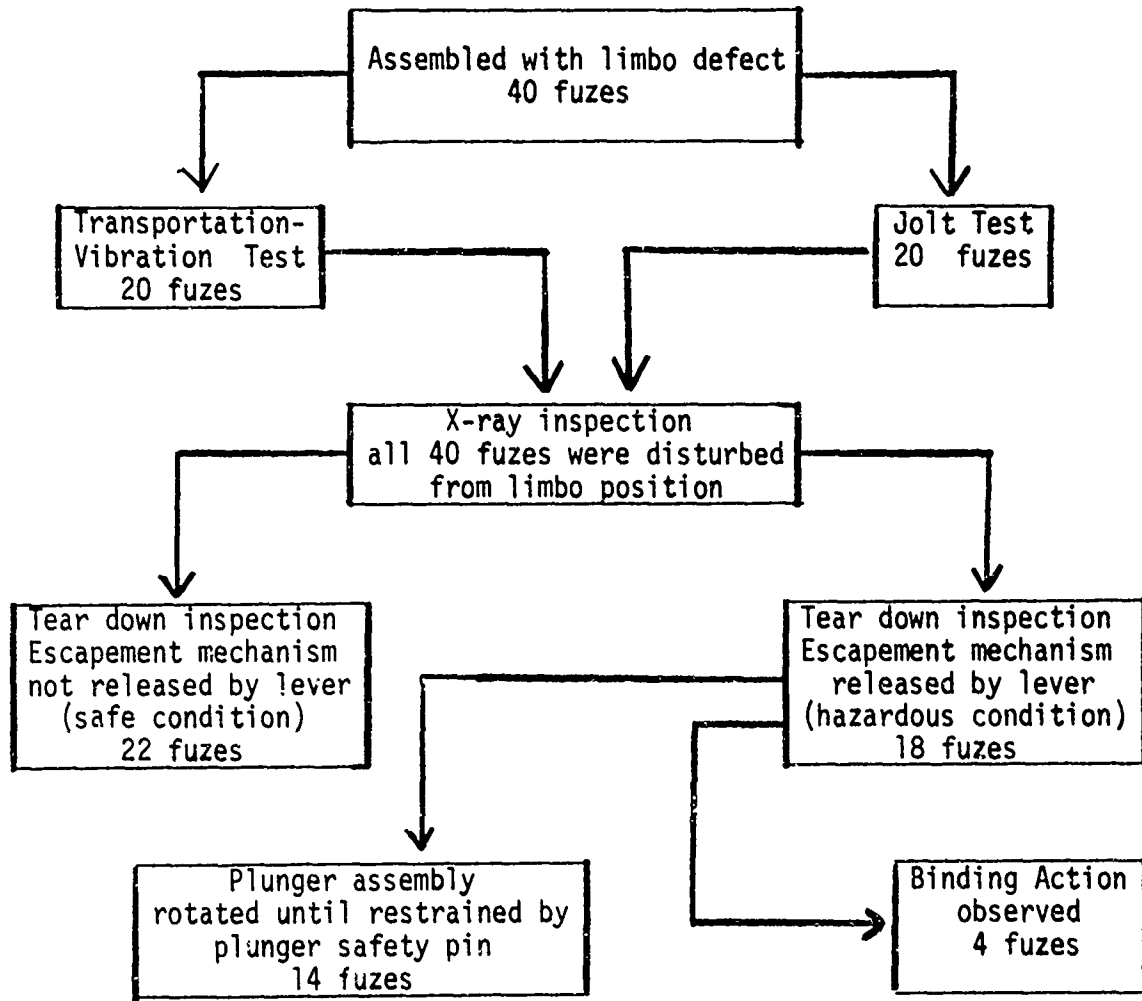 Assembled with limbo defect
40 fuzes
Transportation-
Vibration Test
20 fuzes
Jolt Test
20 fuzes
X-ray inspection
all 40 fuzes were disturbed
from limbo position
Tear down inspection
Escapement mechanism
not released by lever
(safe condition)
22 fuzes
Tear down inspection
Escapement mechanism
released by lever
(hazardous condition)
18 fuzes
Plunger assembly
rotated until restrained by
plunger safety pin
14 fuzes
Binding Action
observed
4 fuzes